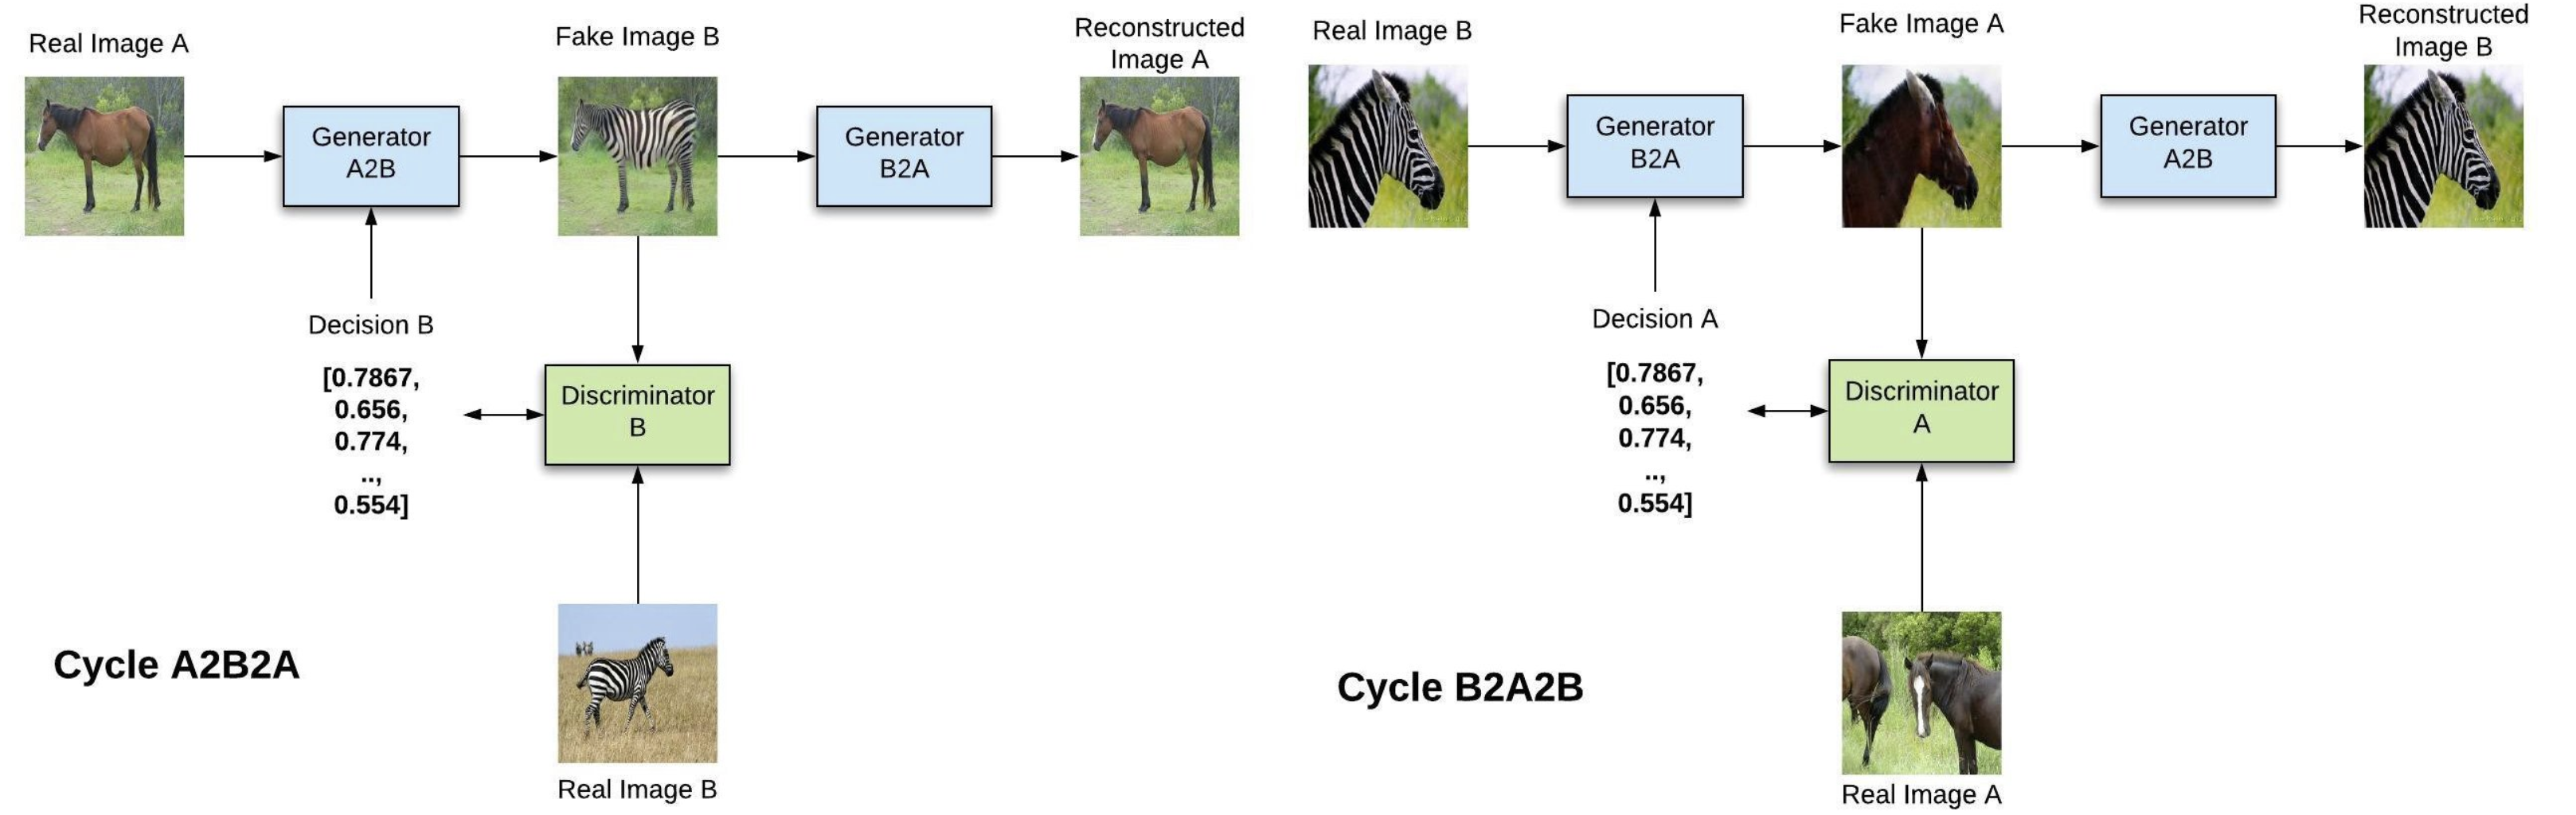 Real Image A
Fake Image B
Reconstructed
Image A
Generator
A2B
Generator
B2A
Decision B
[0.7867,
0.656,
0.774,
..,
0.554]
Discriminator
B
Cycle A2B2A
Real Image B
Real Image B
Fake Image A
Reconstructed
Image B
Generator
B2A
Generator
A2B
Decision A
[0.7867,
0.656,
0.774,
..,
0.554]
Discriminator
A
Cycle B2A2B
Real Image A